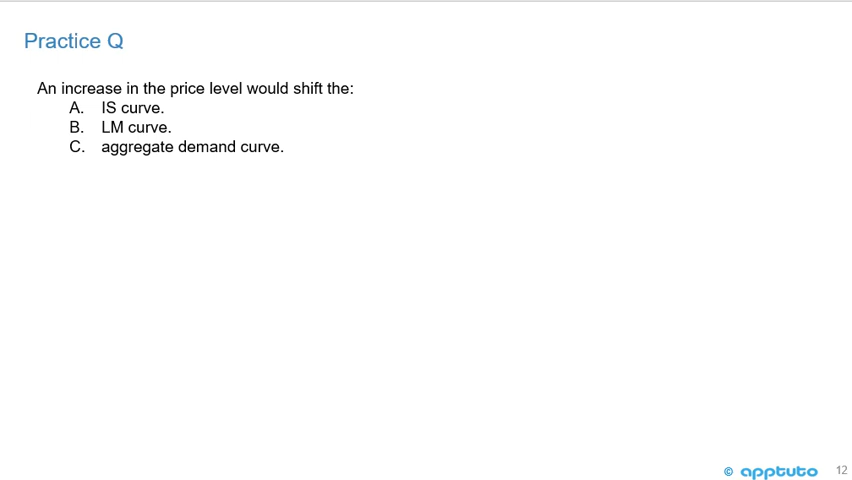 Practice Q
An increase in the price level would shift the:
A. IS curve.
B. LM curve.
C. aggregate demand curve.
© apptuto 12